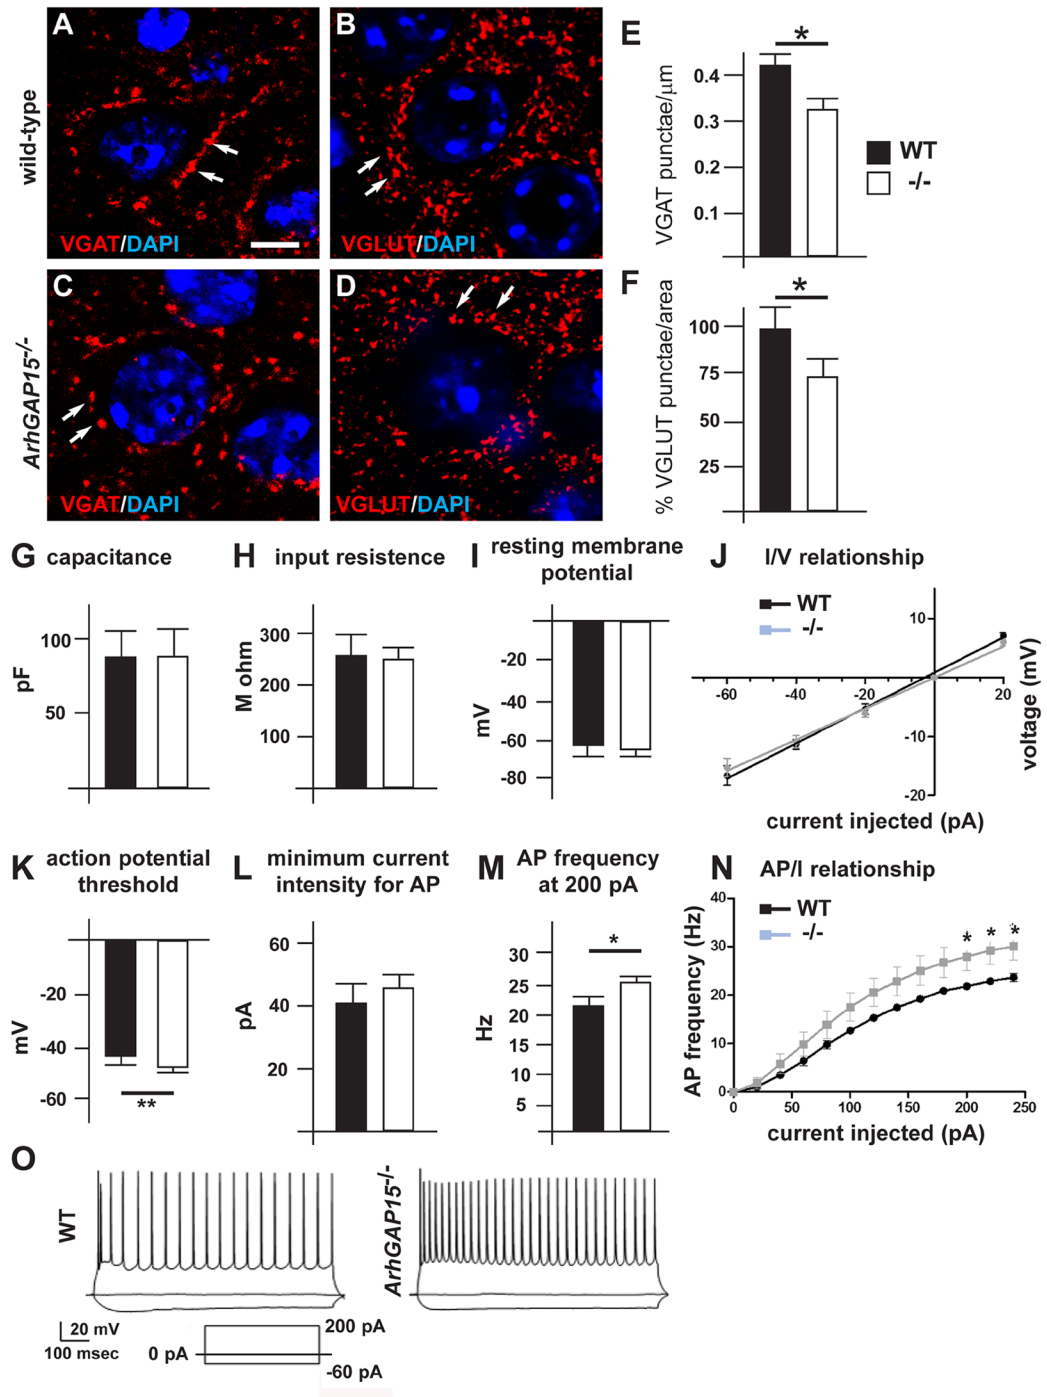 A
B
E
wild-type
VGAT/DAPI
VGLUT/DAPI
VGAT punctae/μm
0.4
0.3
0.2
0.1
*
WT
-/-
C
D
F
ArhGAP15-/-
VGAT/DAPI
VGLUT/DAPI
% VGLUT punctae/area
100
75
50
25
*
G capacitance
pF
100
50
H input resistence
M ohm
300
200
100
I resting membrane
potential
mV
-20
-40
-60
-80
J I/V relationship
WT
-/-
10
-60
-40
-20
20
-10
-20
voltage (mV)
current injected (pA)
K action potential
threshold
mV
-20
-40
-60
**
L minimum current
intensity for AP
pA
60
40
20
M AP frequency
at 200 pA
Hz
30
25
20
15
10
5
*
N AP/I relationship
WT
-/-
AP frequency (Hz)
40
30
20
10
0
* * *
0
50
100
150
200
250
current injected (pA)
O
WT
ArhGAP15-/-
20 mV
100 msec
200 pA
0 pA
-60 pA